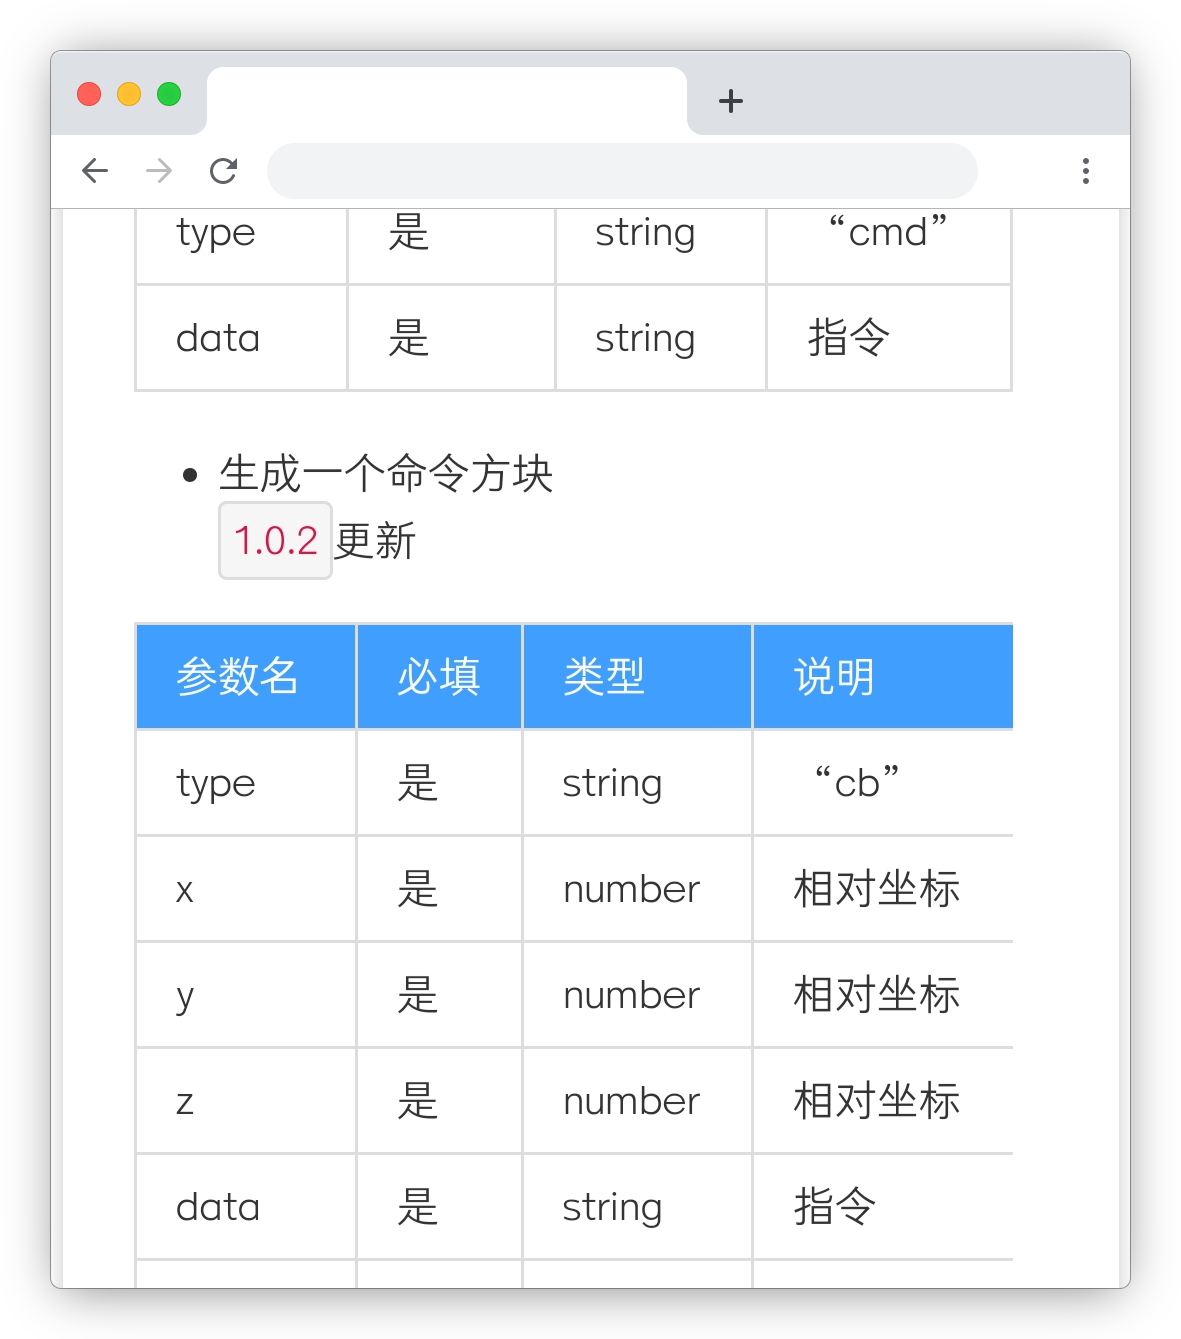 type 是 string “cmd”
data 是 string 指令
生成一个命令方块
1.0.2更新
参数名 必填 类型 说明
type 是 string “cb”
x 是 number 相对坐标
y 是 number 相对坐标
z 是 number 相对坐标
data 是 string 指令